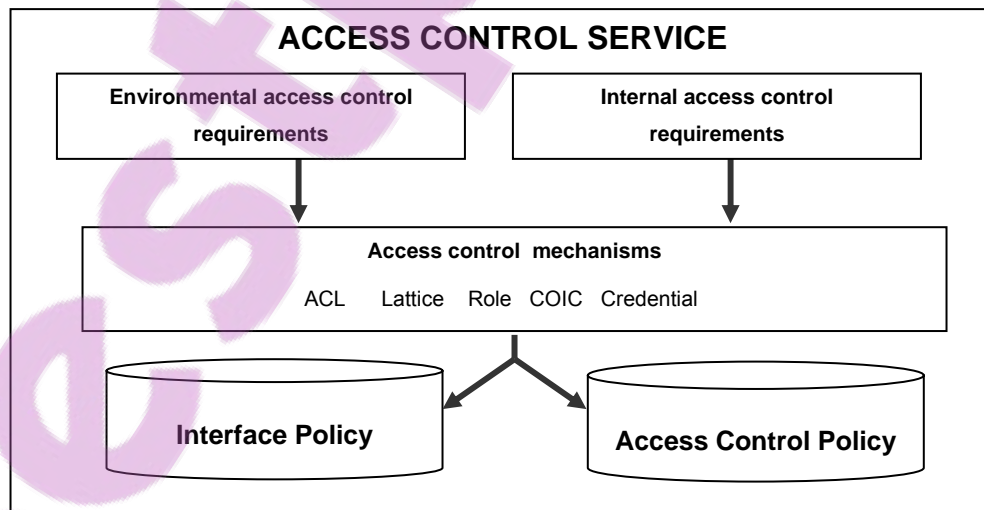 ACCESS CONTROL SERVICE
Environmental access control
requirements
Internal access control
requirements
Access control mechanisms
ACL Lattice Role COIC Credential
Interface Policy
Access Control Policy